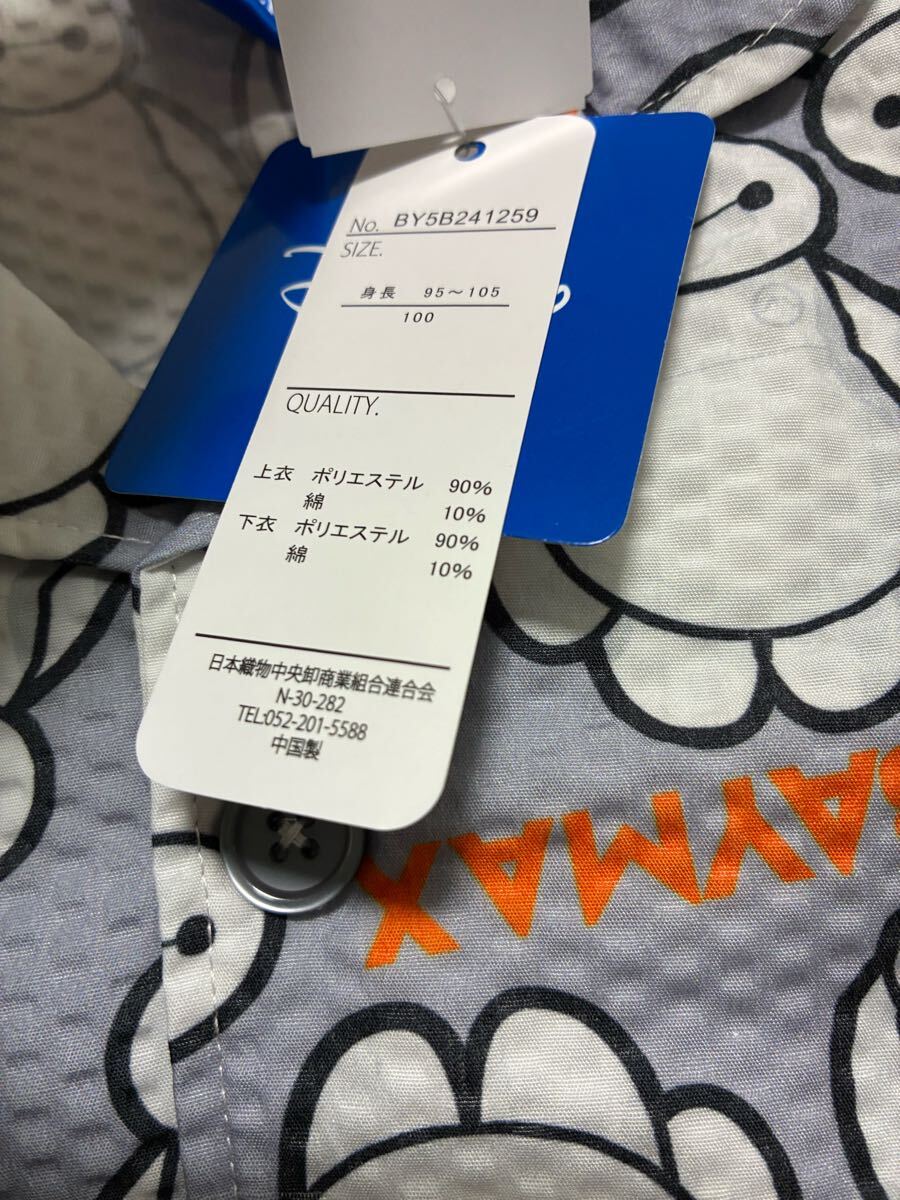 No. BY5B241259
SIZE.
身長 95～105
100
QUALITY.
上衣 ポリエステル 90%
綿 10%
下衣 ポリエステル 90%
綿 10%
日本織物中央卸商業組合連合会
N-30-282
TEL:052-201-5588
中国製
BAYMAX